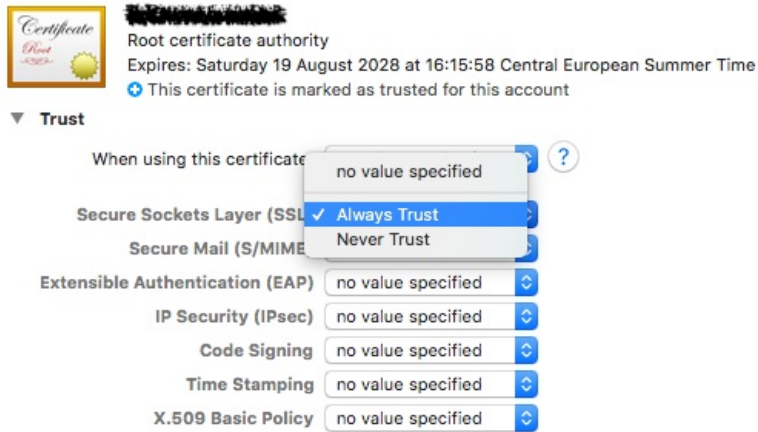 Certificate
Root
Root certificate authority
Expires: Saturday 19 August 2028 at 16:15:58 Central European Summer Time
This certificate is marked as trusted for this account
Trust
When using this certificate
?
no value specified
Secure Sockets Layer (SSL
✓ Always Trust
Secure Mail (S/MIME
Never Trust
Extensible Authentication (EAP) no value specified
IP Security (IPsec) no value specified
Code Signing no value specified
Time Stamping no value specified
X.509 Basic Policy no value specified